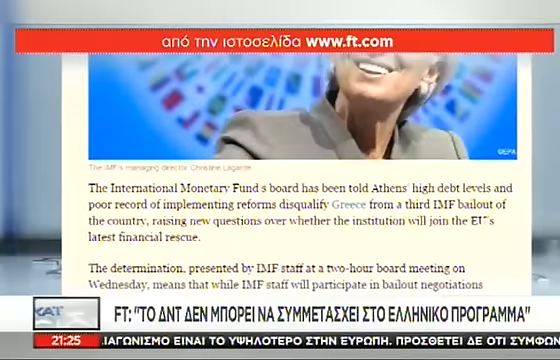 από την ιστοσελίδα www.ft.com
The IMF's managing director Christine Lagarde
The International Monetary Fund s board has been told Athens' high debt levels and
poor record of implementing reforms disqualify Greece from a third IMF bailout of
the country, raising new questions over whether the institution will join the EU's
latest financial rescue.
The determination, presented by IMF staff at a two-hour board meeting on
Wednesday, means that while IMF staff will participate in bailout negotiations
FT: "ΤΟ ΔΝΤ ΔΕΝ ΜΠΟΡΕΙ ΝΑ ΣΥΜΜΕΤΑΣΧΕΙ ΣΤΟ ΕΛΛΗΝΙΚΟ ΠΡΟΓΡΑΜΜΑ"
21:25 ΙΑΓΩΝΙΣΜΟ ΕΙΝΑΙ ΤΟ ΥΨΗΛΟΤΕΡΟ ΣΤΗΝ ΕΥΡΩΠΗ. ΠΡΟΣΘΕΤΕΙ ΔΕ ΟΤΙ ΣΥΜΦΩ